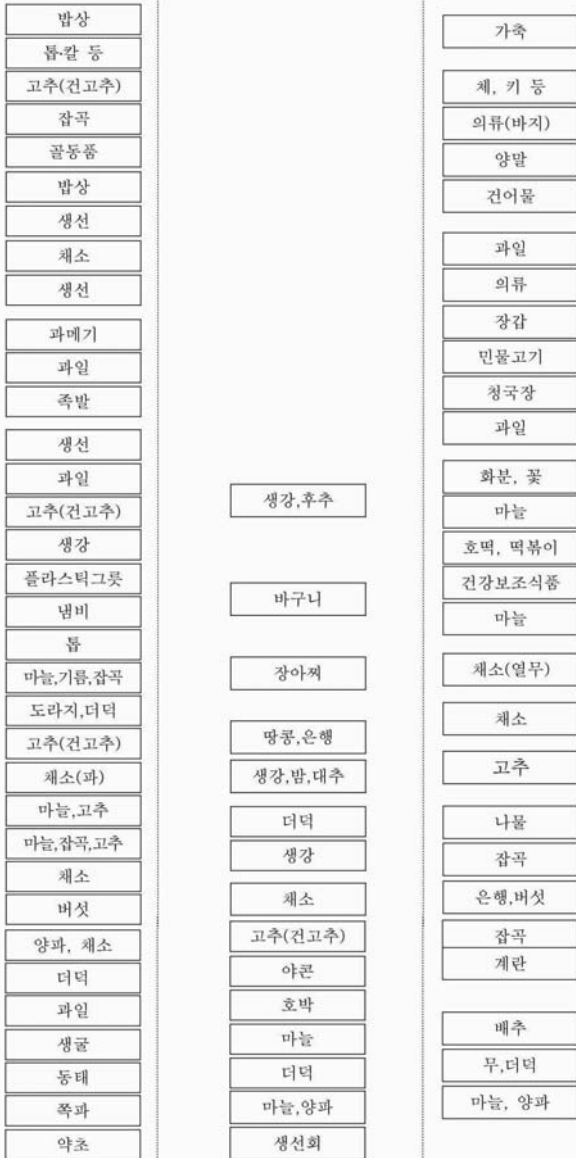 밥상
톱·칼 등
고추(건고추)
잡곡
골동품
밥상
생선
채소
생선
과메기
과일
족발
생선
과일
고추(건고추)
생강
플라스틱그릇
냄비
톱
마늘,기름,잡곡
도라지,더덕
고추(건고추)
채소(파)
마늘,고추
마늘,잡곡,고추
채소
버섯
양파, 채소
더덕
과일
생굴
동태
쪽파
약초
생강,후추
바구니
장아찌
땅콩,은행
생강,밤,대추
더덕
생강
채소
고추(건고추)
야콘
호박
마늘
더덕
마늘,양파
생선회
가축
체, 키 등
의류(바지)
양말
건어물
과일
의류
장갑
민물고기
청국장
과일
화분, 꽃
마늘
호떡, 떡볶이
건강보조식품
마늘
채소(열무)
채소
고추
나물
잡곡
은행,버섯
잡곡
계란
배추
무,더덕
마늘, 양파